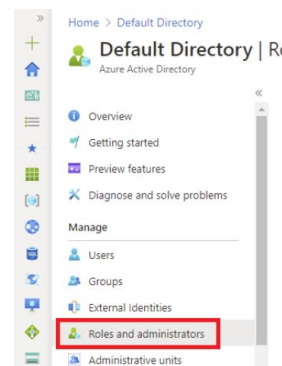 Home > Default Directory
Default Directory | Ro
Azure Active Directory
Overview
Getting started
Preview features
Diagnose and solve problems
Manage
Users
Groups
External Identities
Roles and administrators
Administrative units